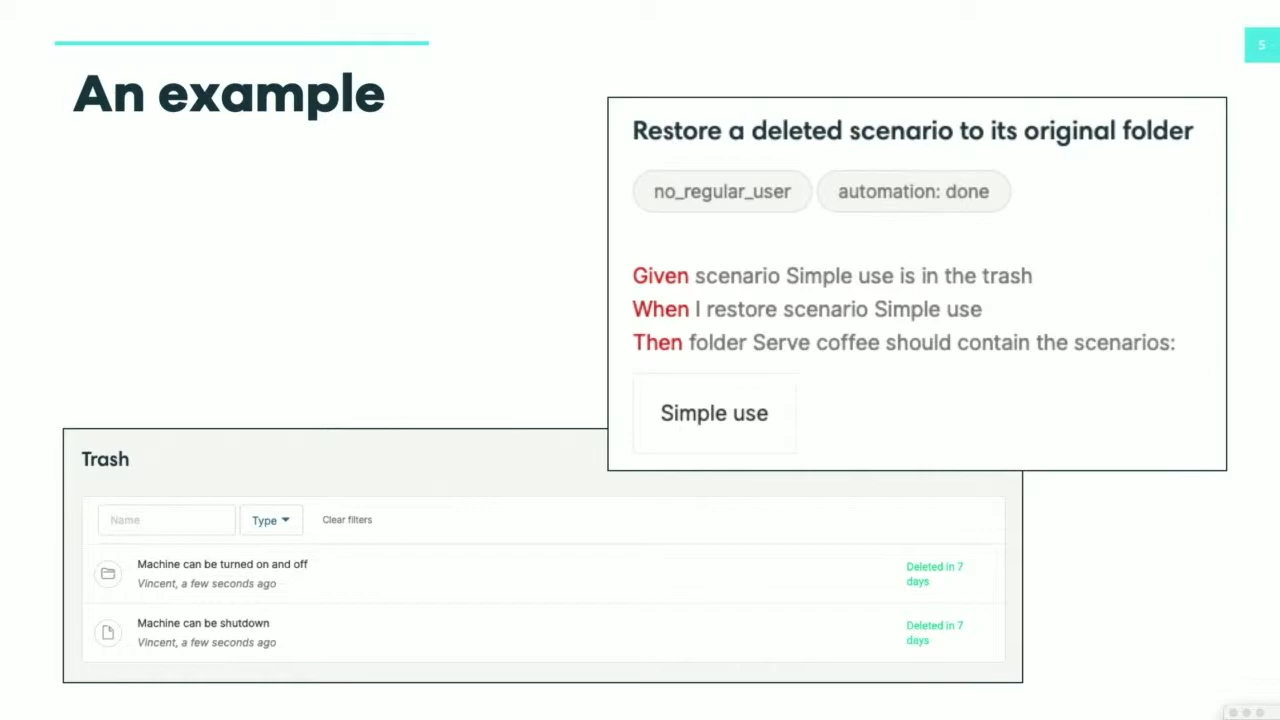 An example
5
Restore a deleted scenario to its original folder
no_regular_user
automation: done
Given scenario Simple use is in the trash
When I restore scenario Simple use
Then folder Serve coffee should contain the scenarios:
Simple use
Trash
Name
Type
Clear filters
Machine can be turned on and off
Vincent, a few seconds ago
Deleted in 7
days
Machine can be shutdown
Vincent, a few seconds ago
Deleted in 7
days